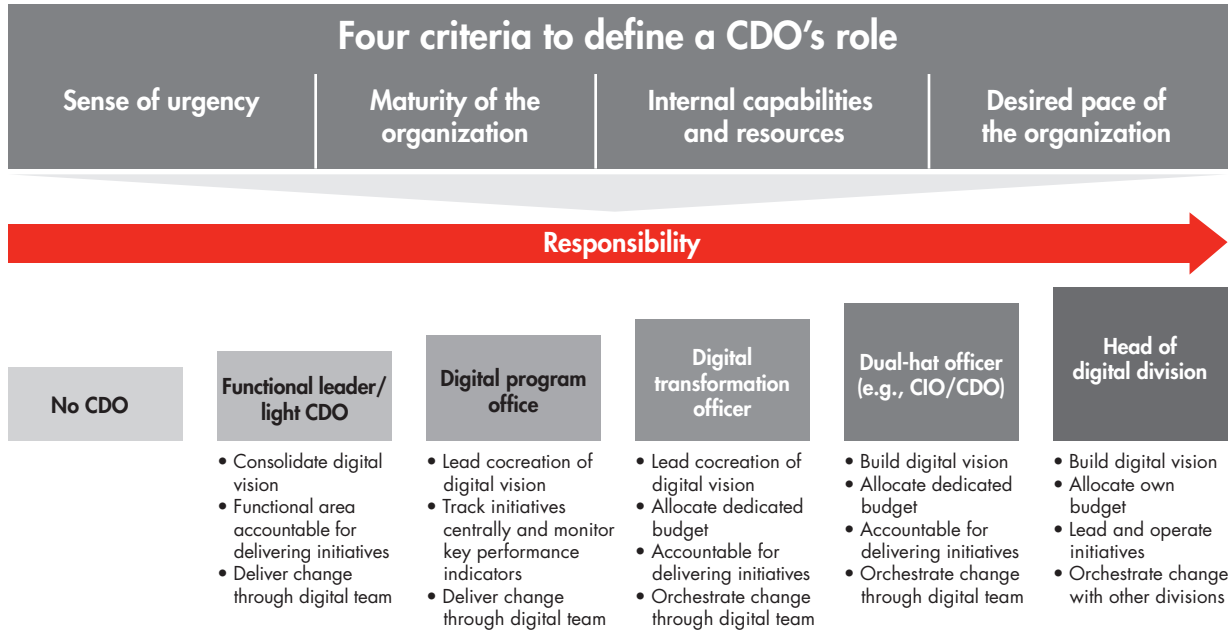 Four criteria to define a CDO's role
Sense of urgency
Maturity of the
organization
Internal capabilities
and resources
Desired pace of
the organization
Responsibility
No CDO
Functional leader/
light CDO
• Consolidate digital
vision
• Functional area
accountable for
delivering initiatives
• Deliver change
through digital team
Digital program
office
• Lead cocreation of
digital vision
• Track initiatives
centrally and monitor
key performance
indicators
• Deliver change
through digital team
Digital
transformation
officer
• Lead cocreation of
digital vision
• Allocate dedicated
budget
• Accountable for
delivering initiatives
• Orchestrate change
through digital team
Dual-hat officer
(e.g., CIO/CDO)
• Build digital vision
• Allocate dedicated
budget
• Accountable for
delivering initiatives
• Orchestrate change
through digital team
Head of
digital division
• Build digital vision
• Allocate own
budget
• Lead and operate
initiatives
• Orchestrate change
with other divisions